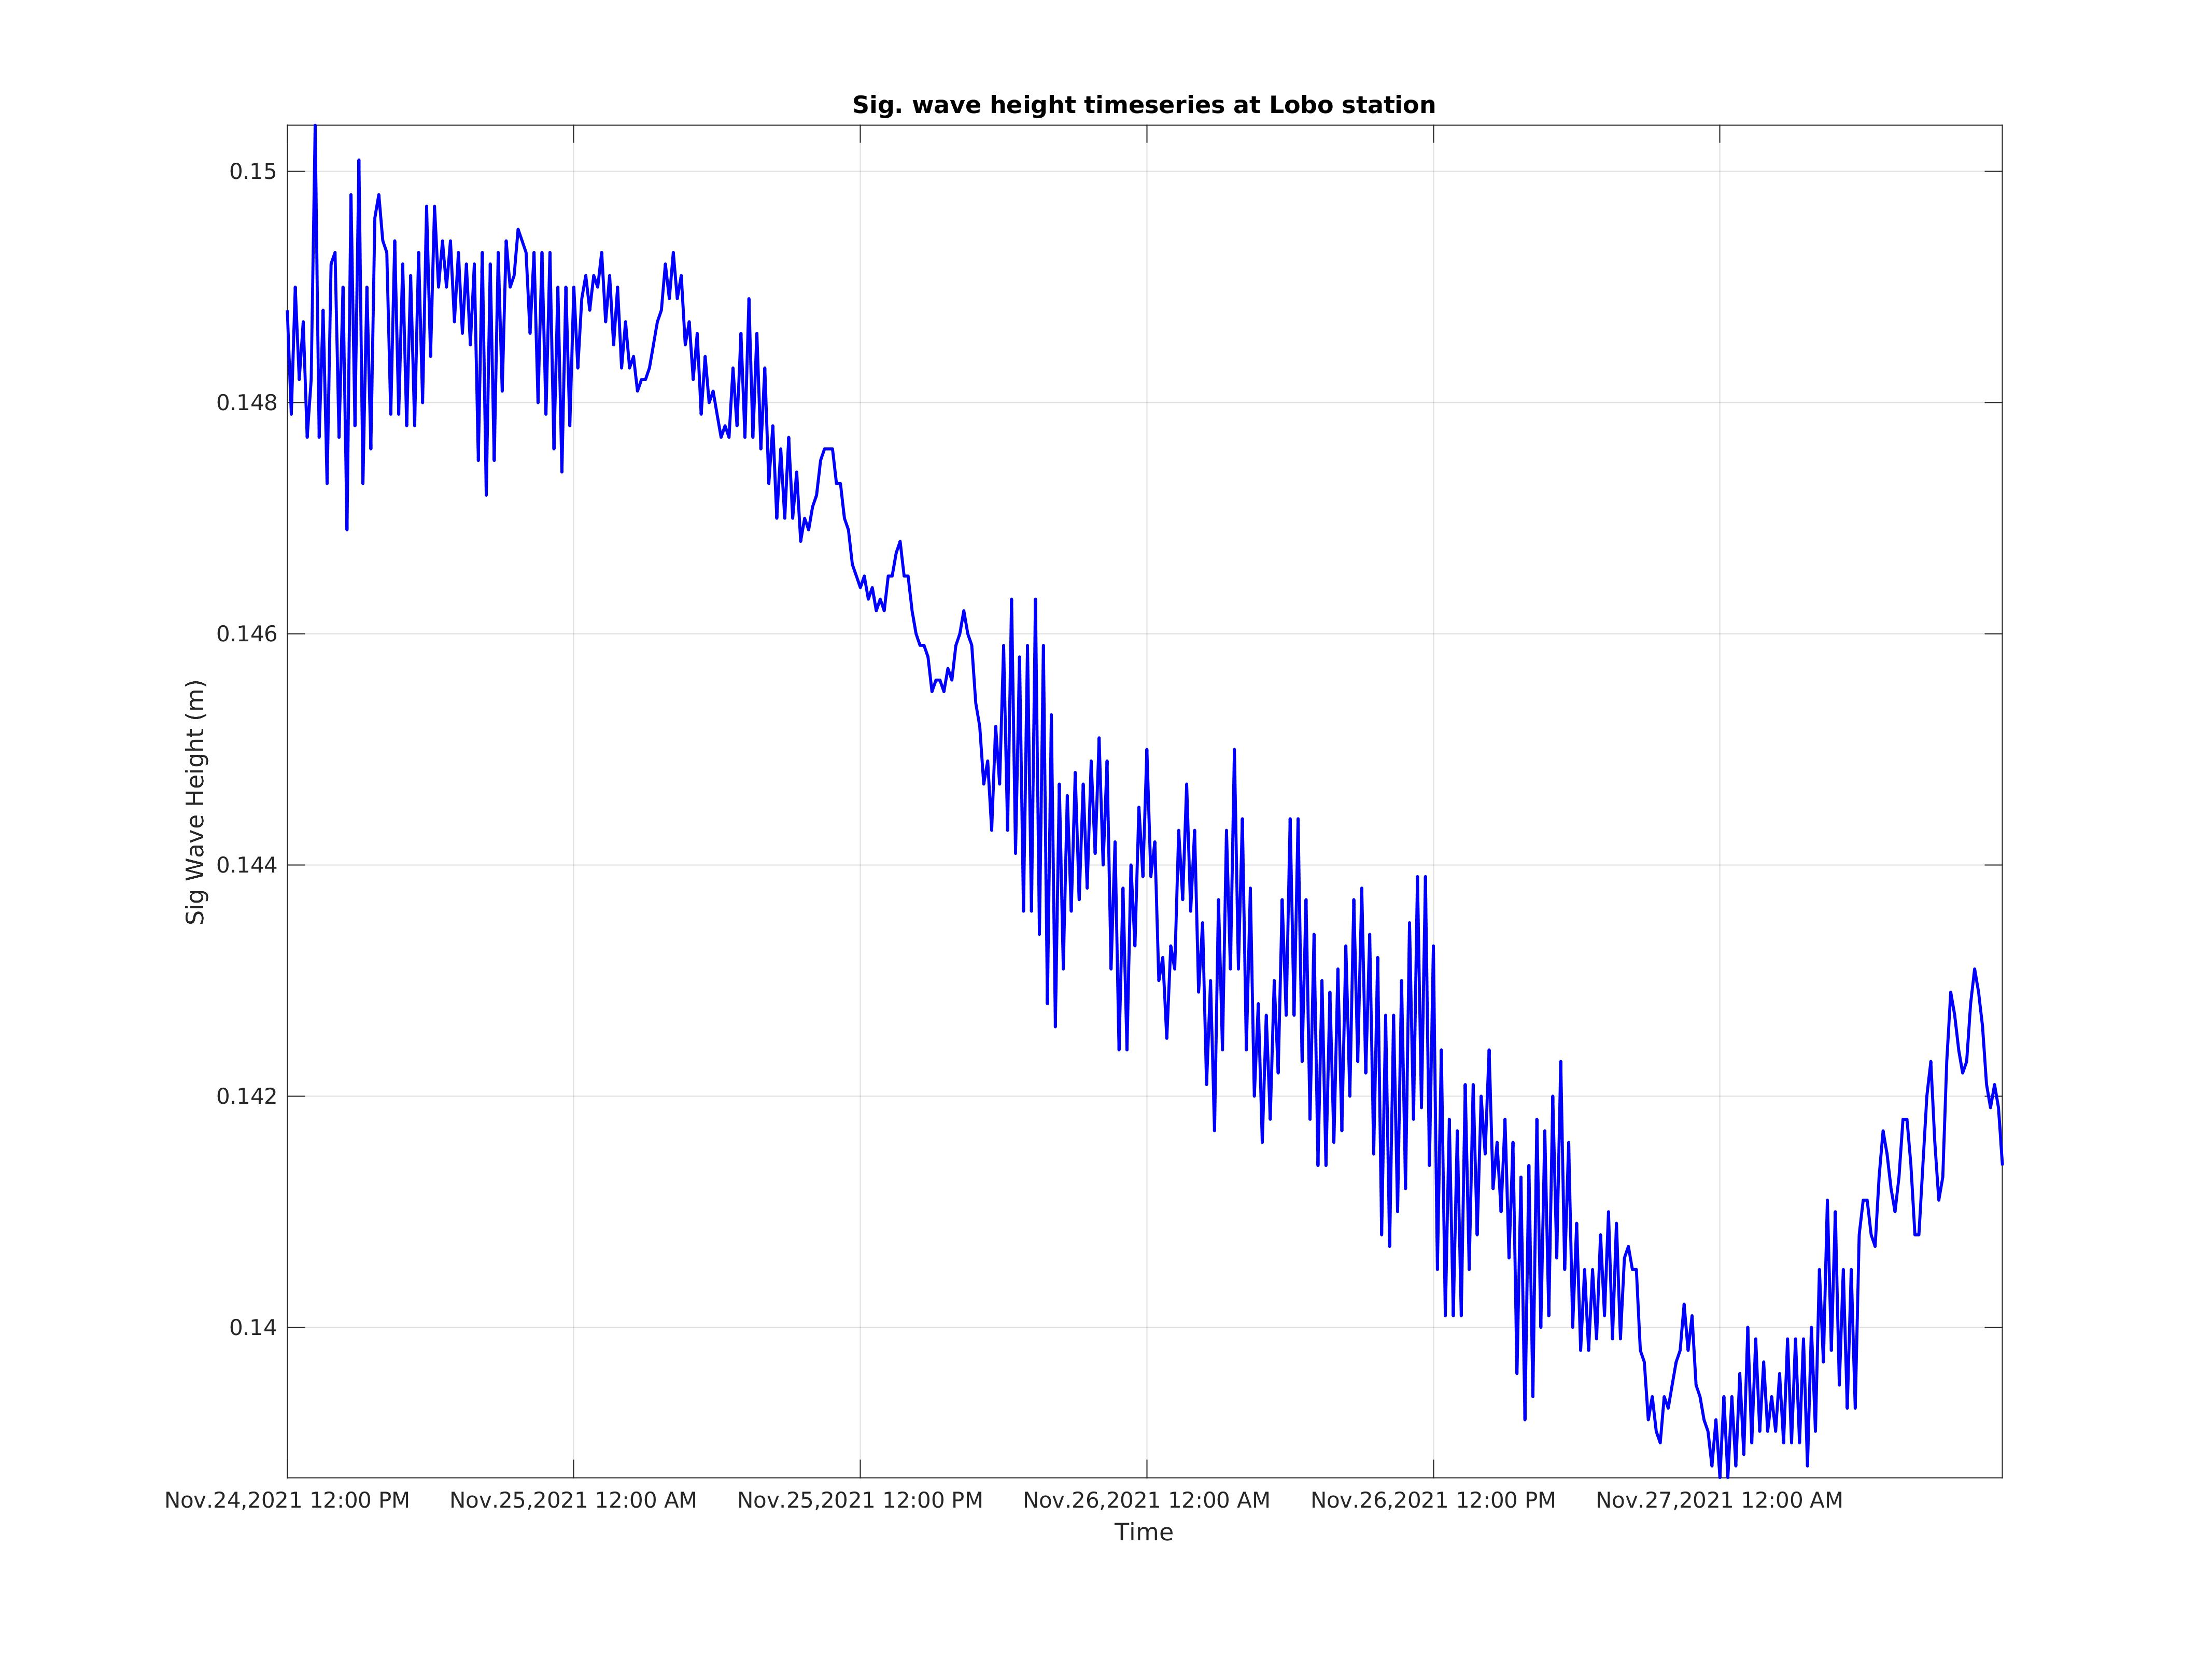 Sig. wave height timeseries at Lobo station
0.15
0.148
0.146
0.144
0.142
0.14
Sig Wave Height (m)
Nov.24,2021 12:00 PM Nov.25,2021 12:00 AM Nov.25,2021 12:00 PM Nov.26,2021 12:00 AM Nov.26,2021 12:00 PM Nov.27,2021 12:00 AM
Time